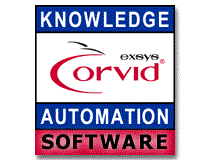 KNOWLEDGE
exsys
Corvid®
AUTOMATION
SOFTWARE